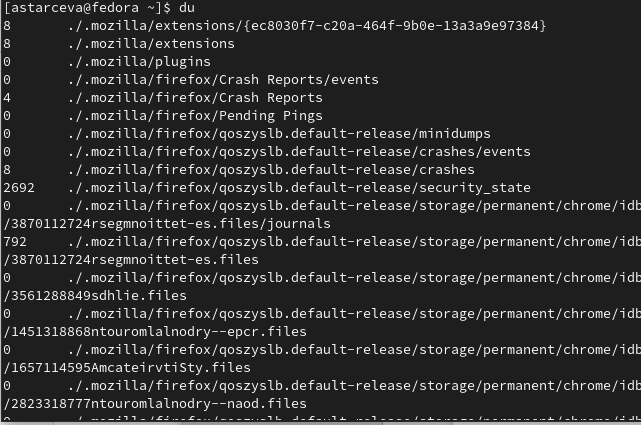 [astarceva@fedora ~]$ du
8 ./.mozilla/extensions/{ec8030f7-c20a-464f-9b0e-13a3a9e97384}
8 ./.mozilla/extensions
0 ./.mozilla/plugins
0 ./.mozilla/firefox/Crash Reports/events
4 ./.mozilla/firefox/Crash Reports
0 ./.mozilla/firefox/Pending Pings
0 ./.mozilla/firefox/qoszyslb.default-release/minidumps
0 ./.mozilla/firefox/qoszyslb.default-release/crashes/events
8 ./.mozilla/firefox/qoszyslb.default-release/crashes
2692 ./.mozilla/firefox/qoszyslb.default-release/security_state
0 ./.mozilla/firefox/qoszyslb.default-release/storage/permanent/chrome/idb
/3870112724rsegmnoittet-es.files/journals
792 ./.mozilla/firefox/qoszyslb.default-release/storage/permanent/chrome/idb
/3870112724rsegmnoittet-es.files
0 ./.mozilla/firefox/qoszyslb.default-release/storage/permanent/chrome/idb
/3561288849sdhlie.files
0 ./.mozilla/firefox/qoszyslb.default-release/storage/permanent/chrome/idb
/1451318868ntouromlalnodry--epcr.files
0 ./.mozilla/firefox/qoszyslb.default-release/storage/permanent/chrome/idb
/1657114595AmcateirvtiSty.files
0 ./.mozilla/firefox/qoszyslb.default-release/storage/permanent/chrome/idb
/2823318777ntouromlalnodry--naod.files